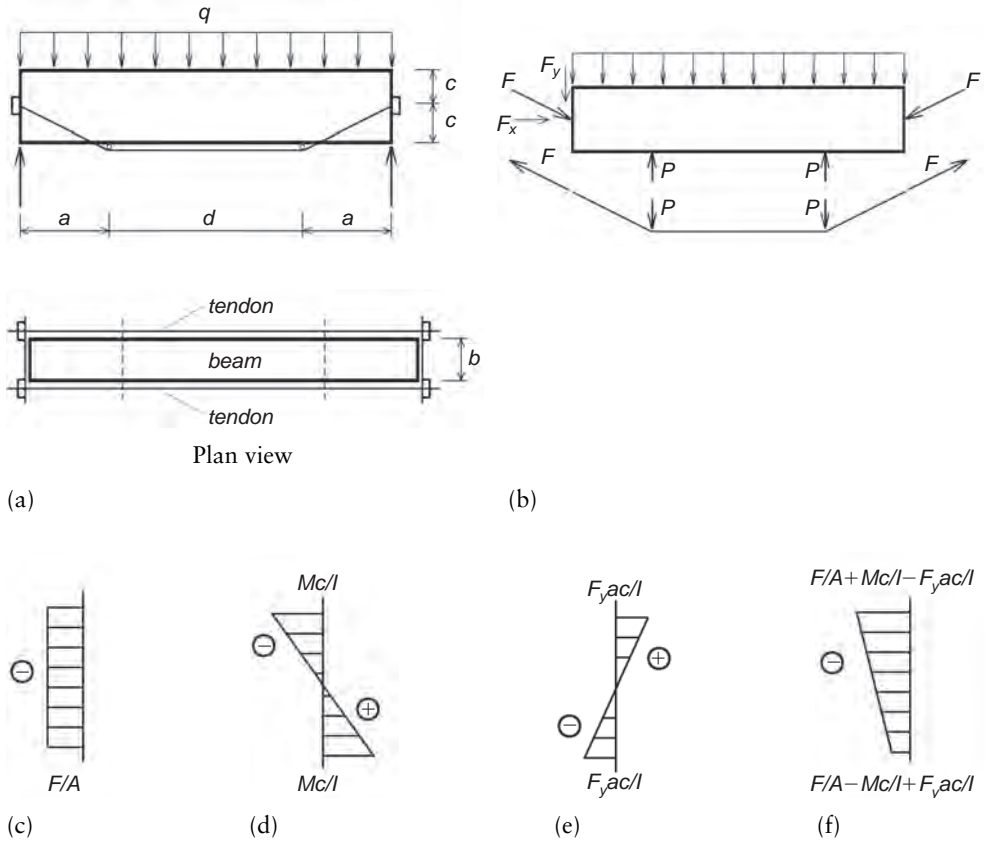 q
c
c
a d a
F_y
F F
F_x
F F
P P
P P
tendon
beam b
tendon
Plan view
(a) (b)
Mc/I F_yac/I F/A+Mc/I−F_yac/I
− − + − + −
F/A Mc/I F_yac/I F/A−Mc/I+F_yac/I
(c) (d) (e) (f)